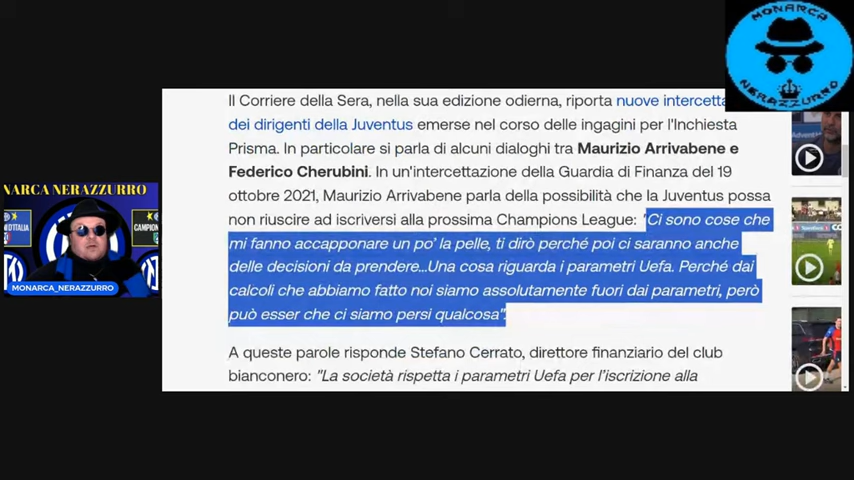 MONARCA
NERAZZURRO
Il Corriere della Sera, nella sua edizione odierna, riporta nuove intercetta
dei dirigenti della Juventus emerse nel corso delle ingagini per l'Inchiesta
Prisma. In particolare si parla di alcuni dialoghi tra Maurizio Arrivabene e
Federico Cherubini. In un'intercettazione della Guardia di Finanza del 19
ottobre 2021, Maurizio Arrivabene parla della possibilità che la Juventus possa
non riuscire ad iscriversi alla prossima Champions League: "Ci sono cose che
mi fanno accapponare un po' la pelle, ti dirò perché poi ci saranno anche
delle decisioni da prendere...Una cosa riguarda i parametri Uefa. Perché dai
calcoli che abbiamo fatto noi siamo assolutamente fuori dai parametri, però
può esser che ci siamo persi qualcosa".
A queste parole risponde Stefano Cerrato, direttore finanziario del club
bianconero: "La società rispetta i parametri Uefa per l'iscrizione alla
NARCA NERAZZURRO
D'ITALIA
CAMPION
MONARCA_NERAZZURRO